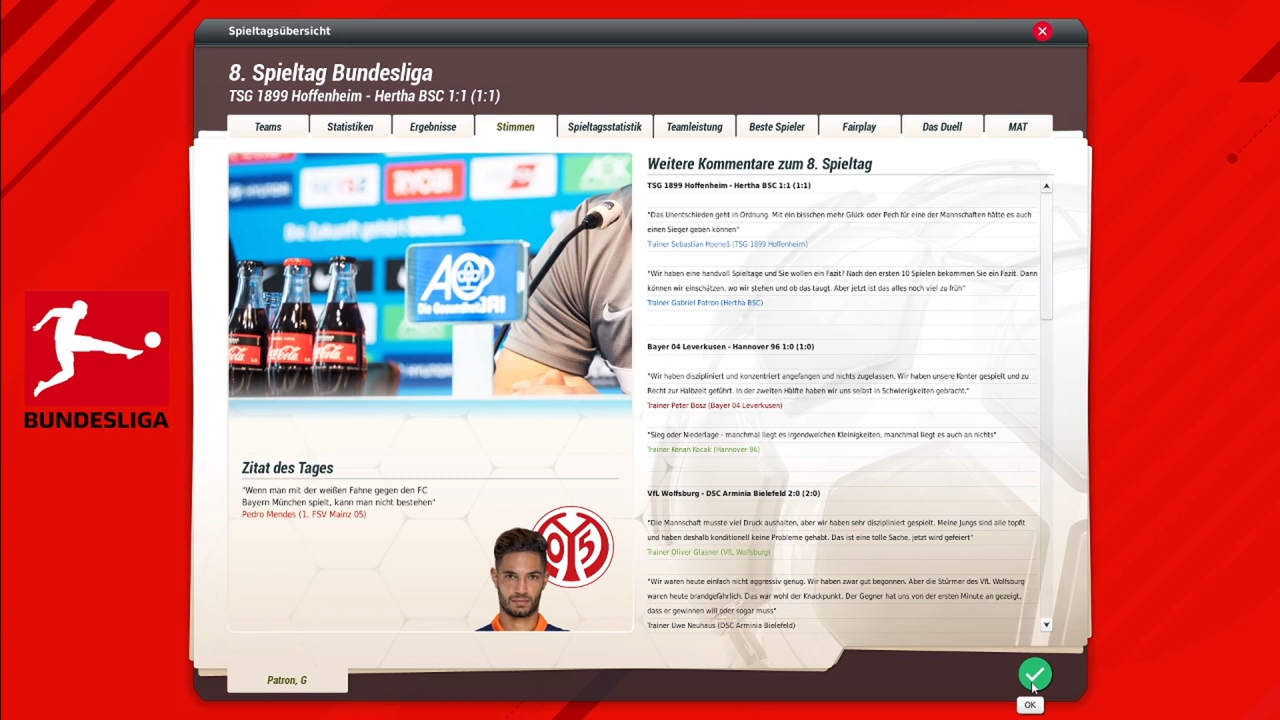 Spieltagsübersicht
8. Spieltag Bundesliga
TSG 1899 Hoffenheim - Hertha BSC 1:1 (1:1)
Teams
Statistiken
Ergebnisse
Stimmen
Spieltagsstatistik
Teamleistung
Beste Spieler
Fairplay
Das Duell
MAT
RYOBI
AOK
Die Gesundheit
Coca-Cola
Zitat des Tages
"Wenn man mit der weißen Fahne gegen den FC
Bayern München spielt, kann man nicht bestehen"
Pedro Mendes (1. FSV Mainz 05)
05
Weitere Kommentare zum 8. Spieltag
TSG 1899 Hoffenheim - Hertha BSC 1:1 (1:1)
"Das Unentschieden geht in Ordnung. Mit ein bisschen mehr Glück oder Pech für eine der Mannschaften hätte es auch
einen Sieger geben können"
Trainer Sebastian Hoeneß (TSG 1899 Hoffenheim)
"Wir haben eine handvoll Spieltage und Sie wollen ein Fazit? Nach den ersten 10 Spielen bekommen Sie ein Fazit. Dann
können wir einschätzen, wo wir stehen und ob das taugt. Aber jetzt ist das alles noch viel zu früh"
Trainer Gabriel Patron (Hertha BSC)
Bayer 04 Leverkusen - Hannover 96 1:0 (1:0)
"Wir haben diszipliniert und konzentriert angefangen und nichts zugelassen. Wir haben unsere Konter gespielt und zu
Recht zur Halbzeit geführt. In der zweiten Hälfte haben wir uns selbst in Schwierigkeiten gebracht."
Trainer Peter Bosz (Bayer 04 Leverkusen)
"Sieg oder Niederlage - manchmal liegt es irgendwelchen Kleinigkeiten, manchmal liegt es auch an nichts"
Trainer Kenan Kocak (Hannover 96)
VfL Wolfsburg - DSC Arminia Bielefeld 2:0 (2:0)
"Die Mannschaft musste viel Druck aushalten, aber wir haben sehr diszipliniert gespielt. Meine Jungs sind alle topfit
und haben deshalb konditionell keine Probleme gehabt. Das ist eine tolle Sache, jetzt wird gefeiert"
Trainer Oliver Glasner (VfL Wolfsburg)
"Wir waren heute einfach nicht aggressiv genug. Wir haben zwar gut begonnen. Aber die Stürmer des VfL Wolfsburg
waren heute brandgefährlich. Das war wohl der Knackpunkt. Der Gegner hat uns von der ersten Minute an gezeigt,
dass er gewinnen will oder sogar muss"
Trainer Uwe Neuhaus (DSC Arminia Bielefeld)
BUNDESLIGA
Patron, G
OK